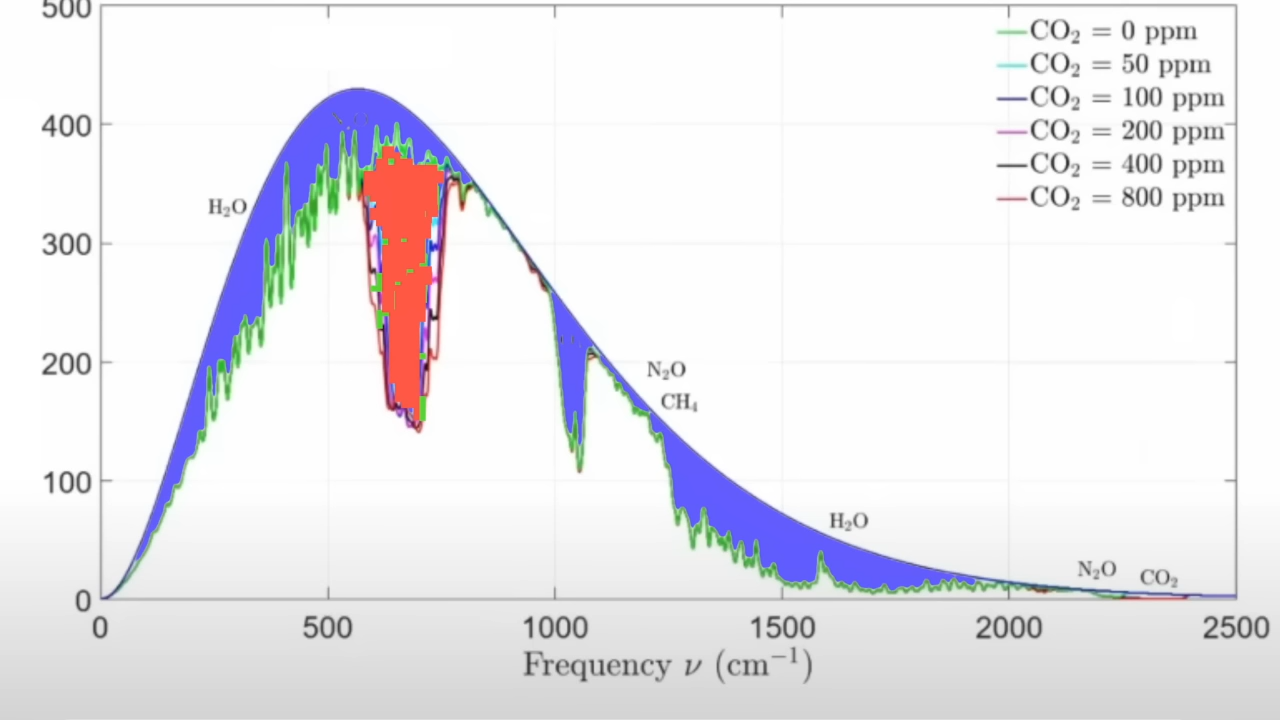 500
400
300
200
100
0
0 500 1000 1500 2000 2500
Frequency ν (cm⁻¹)
CO₂ = 0 ppm
CO₂ = 50 ppm
CO₂ = 100 ppm
CO₂ = 200 ppm
CO₂ = 400 ppm
CO₂ = 800 ppm
H₂O
N₂O
CH₄
H₂O
N₂O
CO₂